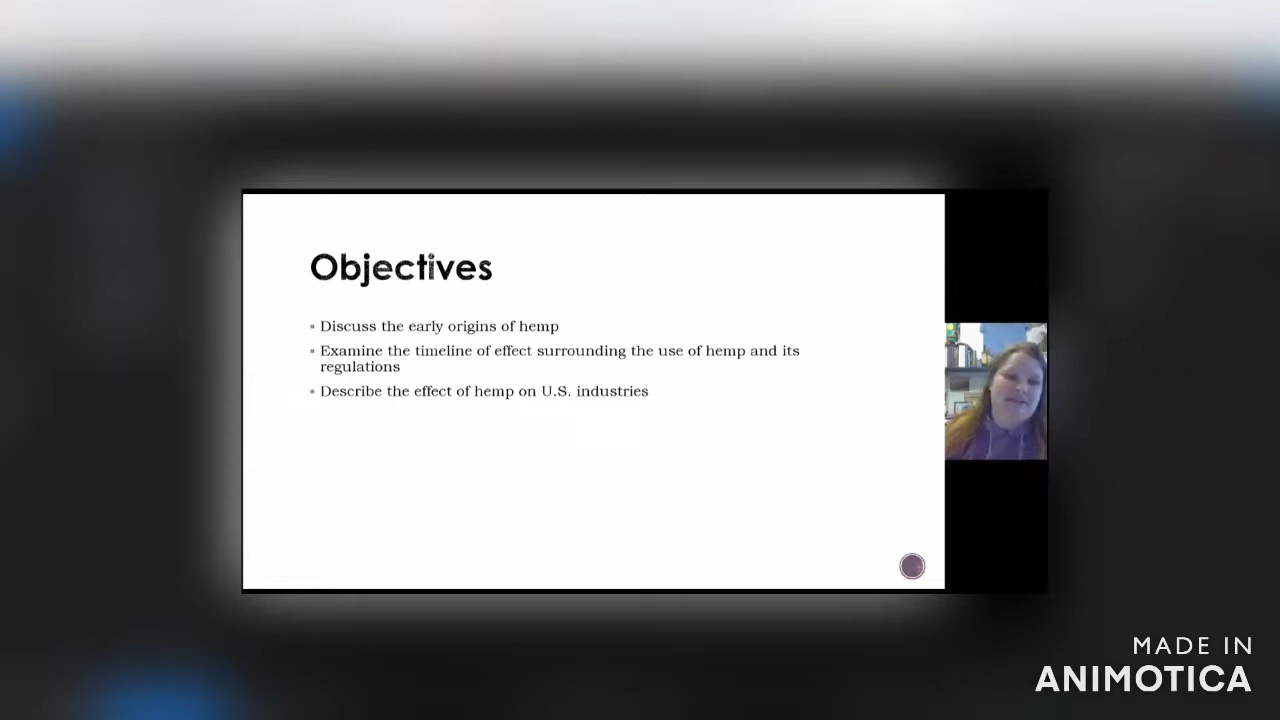 Objectives
Discuss the early origins of hemp
Examine the timeline of effect surrounding the use of hemp and its
regulations
Describe the effect of hemp on U.S. industries
MADE IN
ANIMOTICA